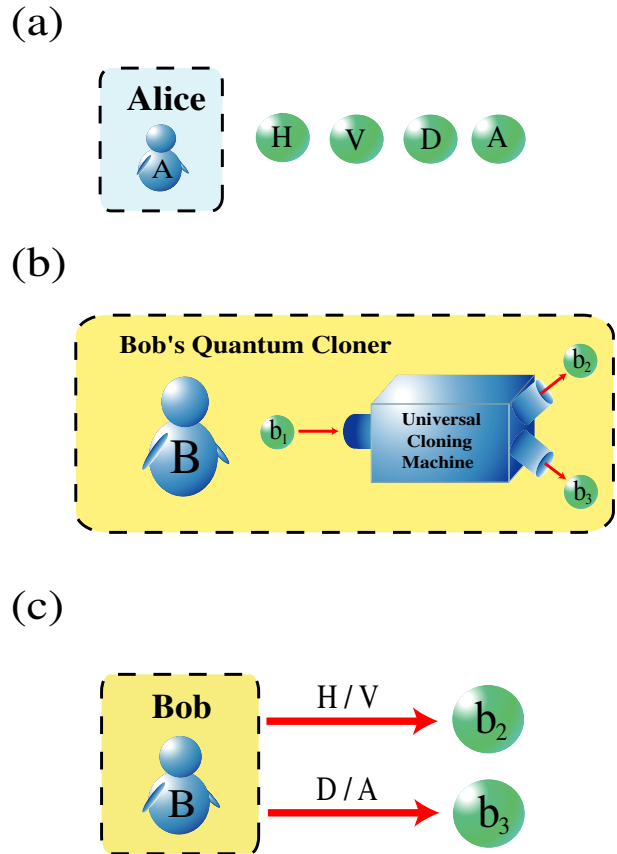 (a)
Alice
A
H V D A
(b)
Bob's Quantum Cloner
B
b1
Universal
Cloning
Machine
b2
b3
(c)
Bob
B
H / V
b2
D / A
b3